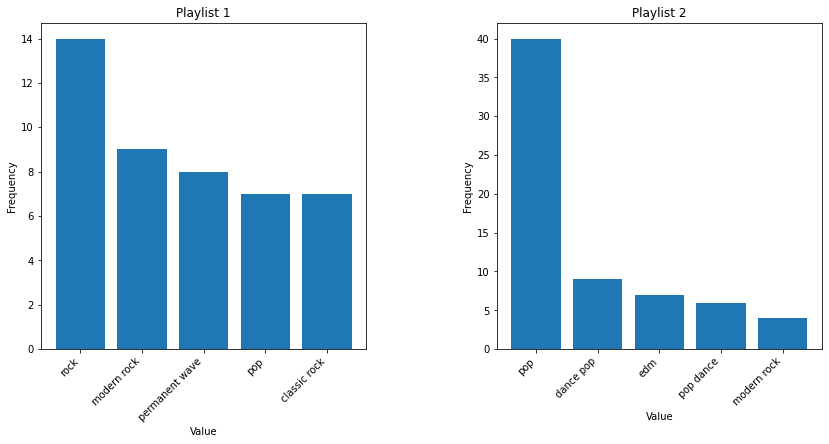 Playlist 1
Frequency
14
12
10
8
6
4
2
0
rock
modern rock
permanent wave
pop
classic rock
Value
Playlist 2
Frequency
40
35
30
25
20
15
10
5
0
pop
dance pop
edm
pop dance
modern rock
Value